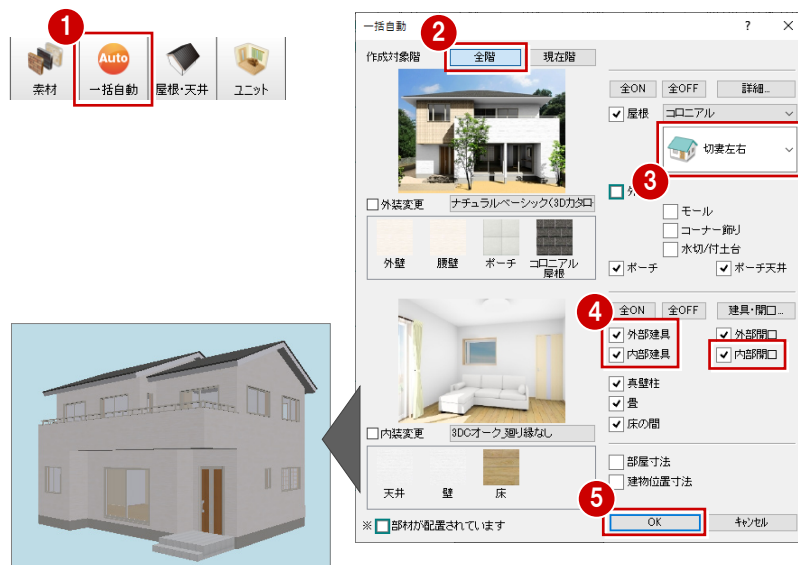 1
素材
Auto
一括自動
屋根・天井
ユニット
一括自動
?
×
2
作成対象階
全階
現在階
全ON
全OFF
詳細...
屋根
コロニアル
切妻左右
3
外装変更
ナチュラルベーシック(3Dカタロ
モール
コーナー飾り
水切/付土台
外壁
腰壁
ポーチ
コロニアル
屋根
ポーチ
ポーチ天井
4
全ON
全OFF
建具・開口...
外部建具
外部開口
内部建具
内部開口
真壁柱
畳
床の間
内装変更
3DCオーク_廻り縁なし
部屋寸法
建物位置寸法
天井
壁
床
5
OK
キャンセル
※
部材が配置されています